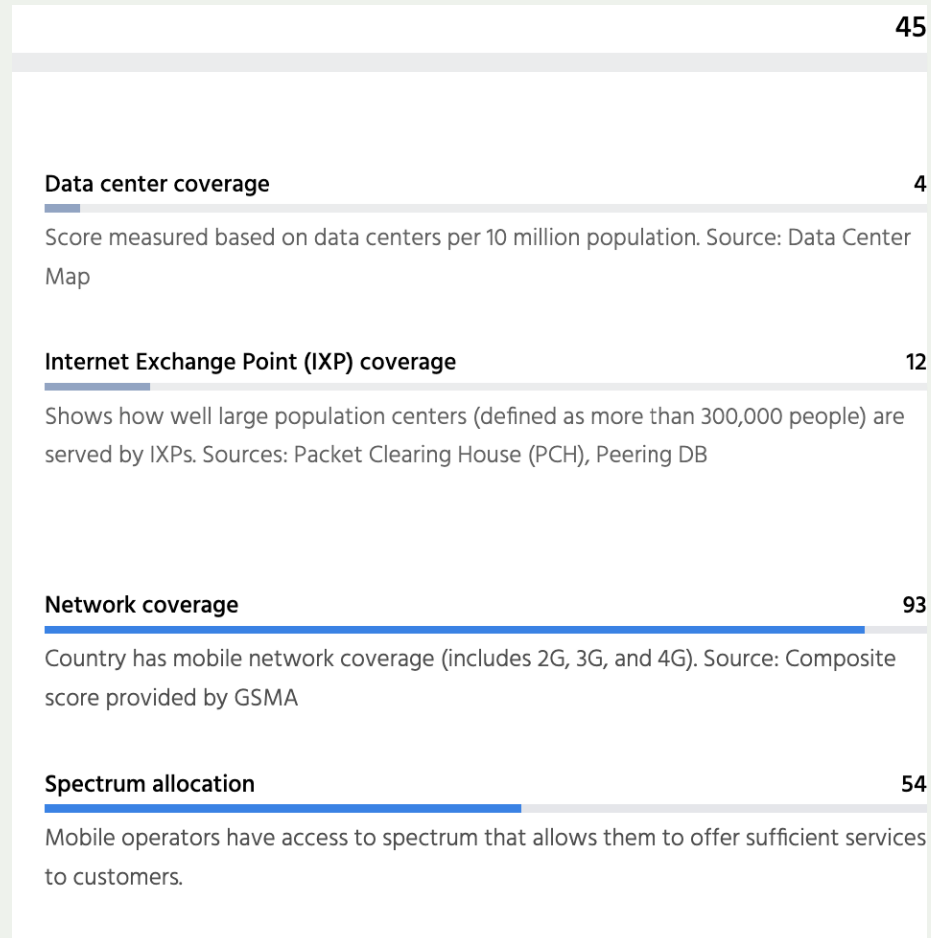 45
Data center coverage 4
Score measured based on data centers per 10 million population. Source: Data Center
Map
Internet Exchange Point (IXP) coverage 12
Shows how well large population centers (defined as more than 300,000 people) are
served by IXPs. Sources: Packet Clearing House (PCH), Peering DB
Network coverage 93
Country has mobile network coverage (includes 2G, 3G, and 4G). Source: Composite
score provided by GSMA
Spectrum allocation 54
Mobile operators have access to spectrum that allows them to offer sufficient services
to customers.